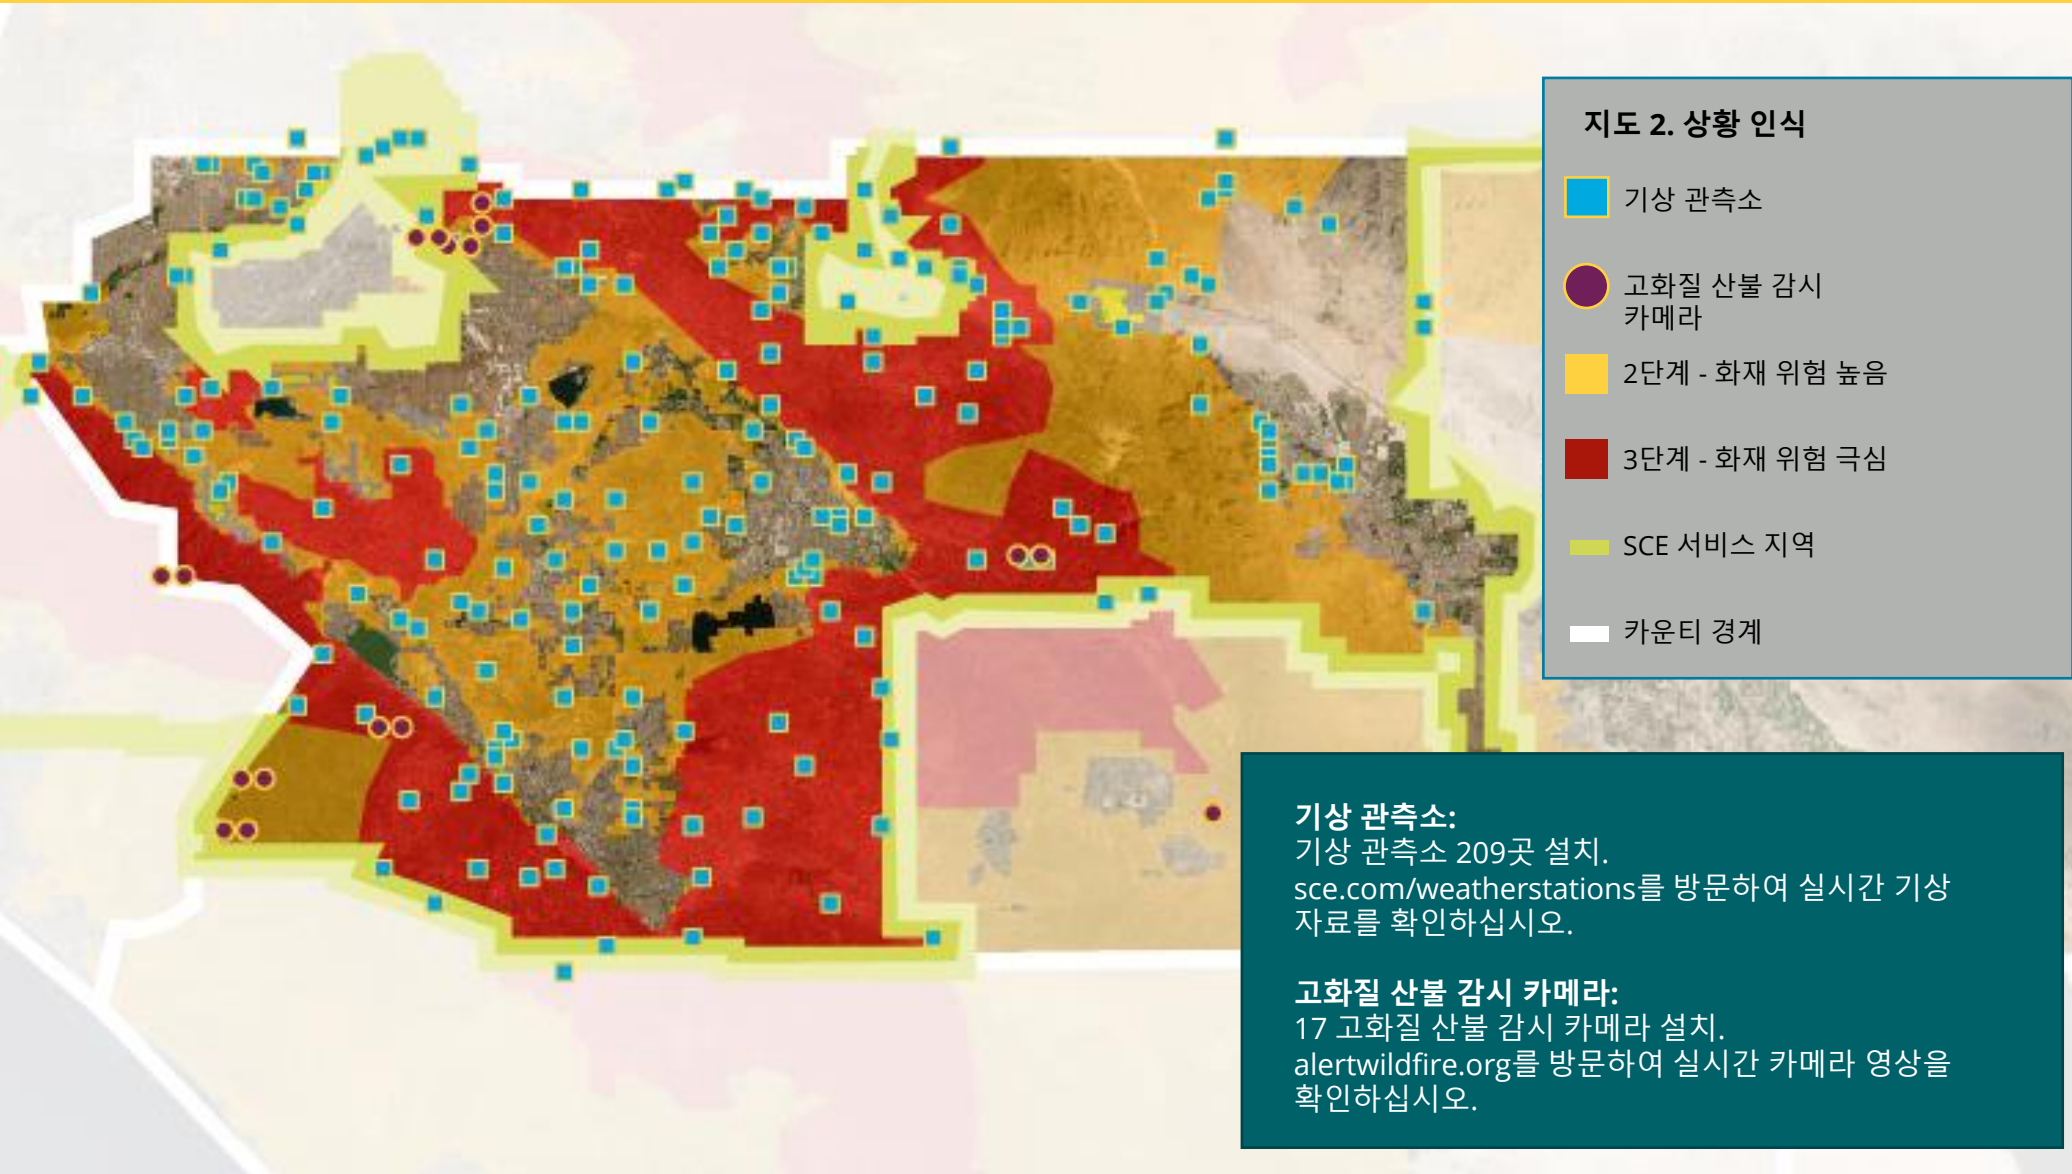 지도 2. 상황 인식
기상 관측소
고화질 산불 감시
카메라
2단계 - 화재 위험 높음
3단계 - 화재 위험 극심
SCE 서비스 지역
카운티 경계
기상 관측소:
기상 관측소 209곳 설치.
sce.com/weatherstations를 방문하여 실시간 기상
자료를 확인하십시오.
고화질 산불 감시 카메라:
17 고화질 산불 감시 카메라 설치.
alertwildfire.org를 방문하여 실시간 카메라 영상을
확인하십시오.